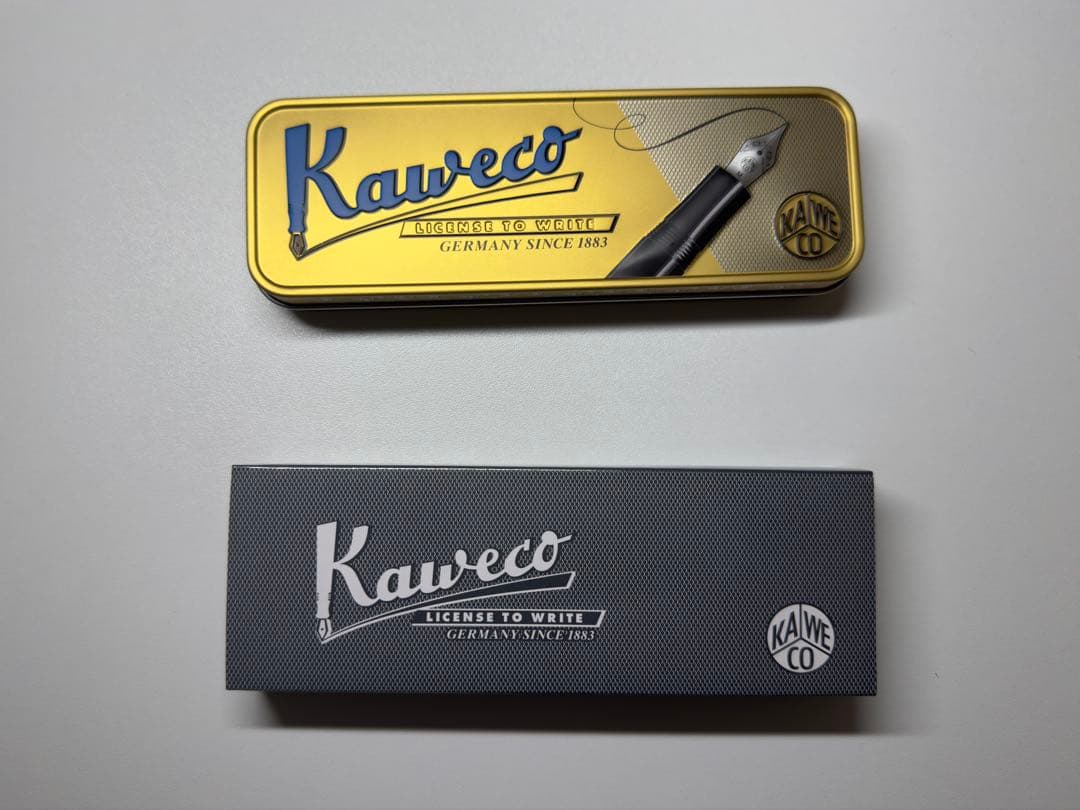 Kaweco
LICENSE TO WRITE
GERMANY SINCE 1883
KA WE
CO
Kaweco
LICENSE TO WRITE
GERMANY SINCE 1883
KA WE
CO